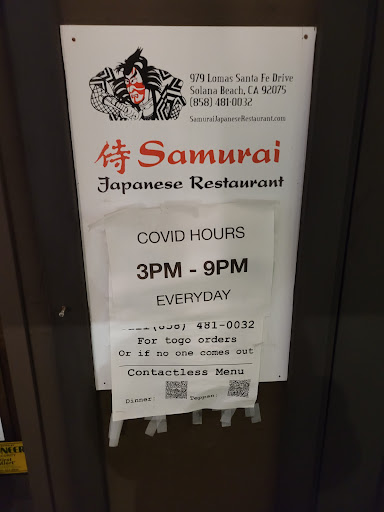 979 Lomas Santa Fe Drive
Solana Beach, CA 92075
(858) 481-0032
SamuraiJapaneseRestaurant.com
侍 Samurai
Japanese Restaurant
COVID HOURS
3PM - 9PM
EVERYDAY
(858) 481-0032
For togo orders
Or if no one comes out
Contactless Menu
Dinner:
Teppan: